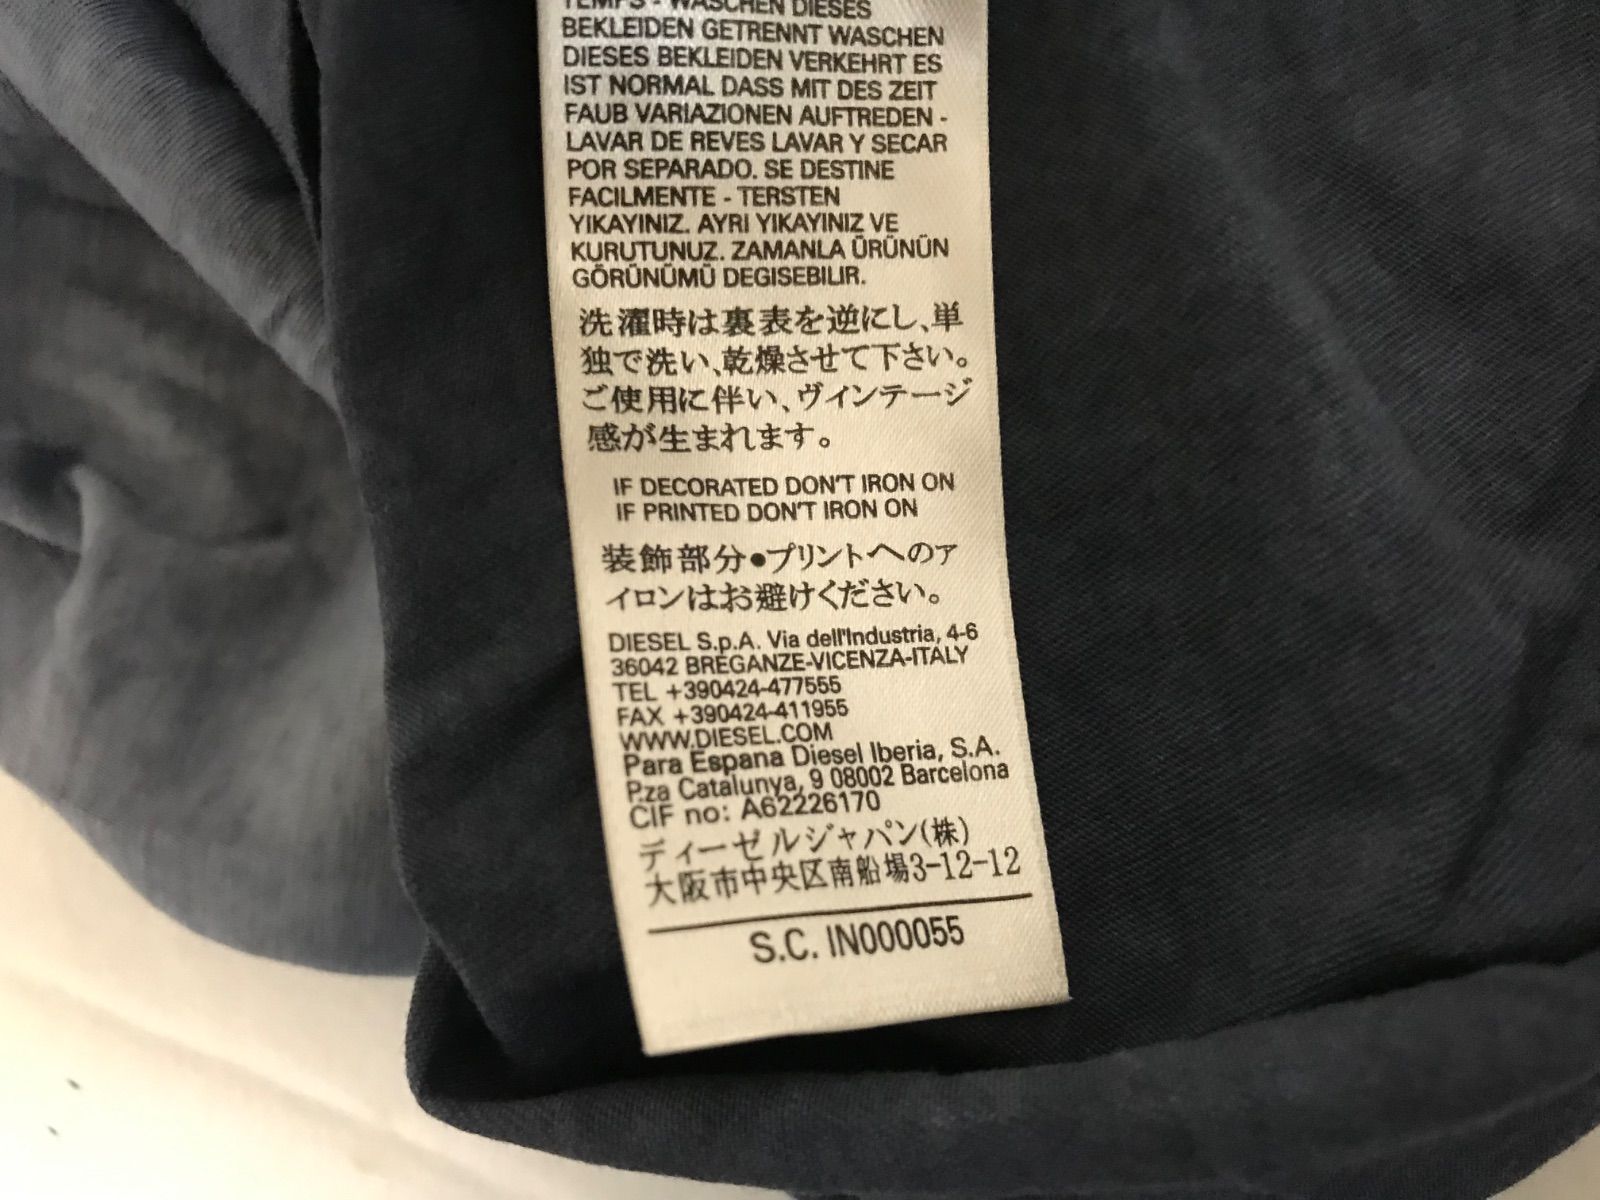 TEMPS - WASCHEN DIESES
BEKLEIDEN GETRENNT WASCHEN
DIESES BEKLEIDEN VERKEHRT ES
IST NORMAL DASS MIT DES ZEIT
FAUB VARIAZIONEN AUFTREDEN -
LAVAR DE REVES LAVAR Y SECAR
POR SEPARADO. SE DESTINE
FACILMENTE - TERSTEN
YIKAYINIZ. AYRI YIKAYINIZ VE
KURUTUNUZ. ZAMANLA ÜRÜNÜN
GÖRÜNÜMÜ DEGISEBILIR.
洗濯時は裏表を逆にし、単
独で洗い、乾燥させて下さい。
ご使用に伴い、ヴィンテージ
感が生まれます。
IF DECORATED DON'T IRON ON
IF PRINTED DON'T IRON ON
装飾部分●プリントへのア
イロンはお避けください。
DIESEL S.p.A. Via dell'Industria, 4-6
36042 BREGANZE-VICENZA-ITALY
TEL +390424-477555
FAX +390424-411955
WWW.DIESEL.COM
Para Espana Diesel Iberia, S.A.
P.za Catalunya, 9 08002 Barcelona
CIF no: A62226170
ディーゼルジャパン(株)
大阪市中央区南船場3-12-12
S.C. IN000055